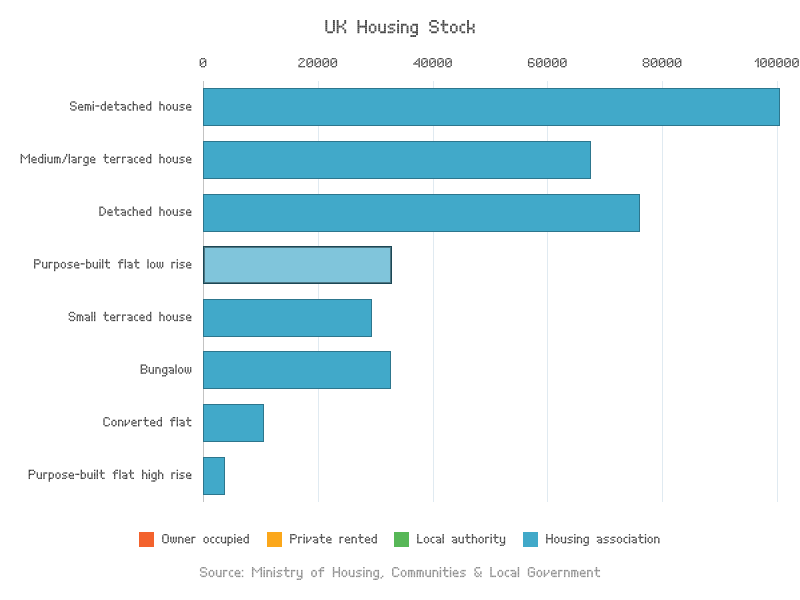 UK Housing Stock
0 20000 40000 60000 80000 100000
Semi-detached house
Medium/large terraced house
Detached house
Purpose-built flat low rise
Small terraced house
Bungalow
Converted flat
Purpose-built flat high rise
Owner occupied Private rented Local authority Housing association
Source: Ministry of Housing, Communities & Local Government